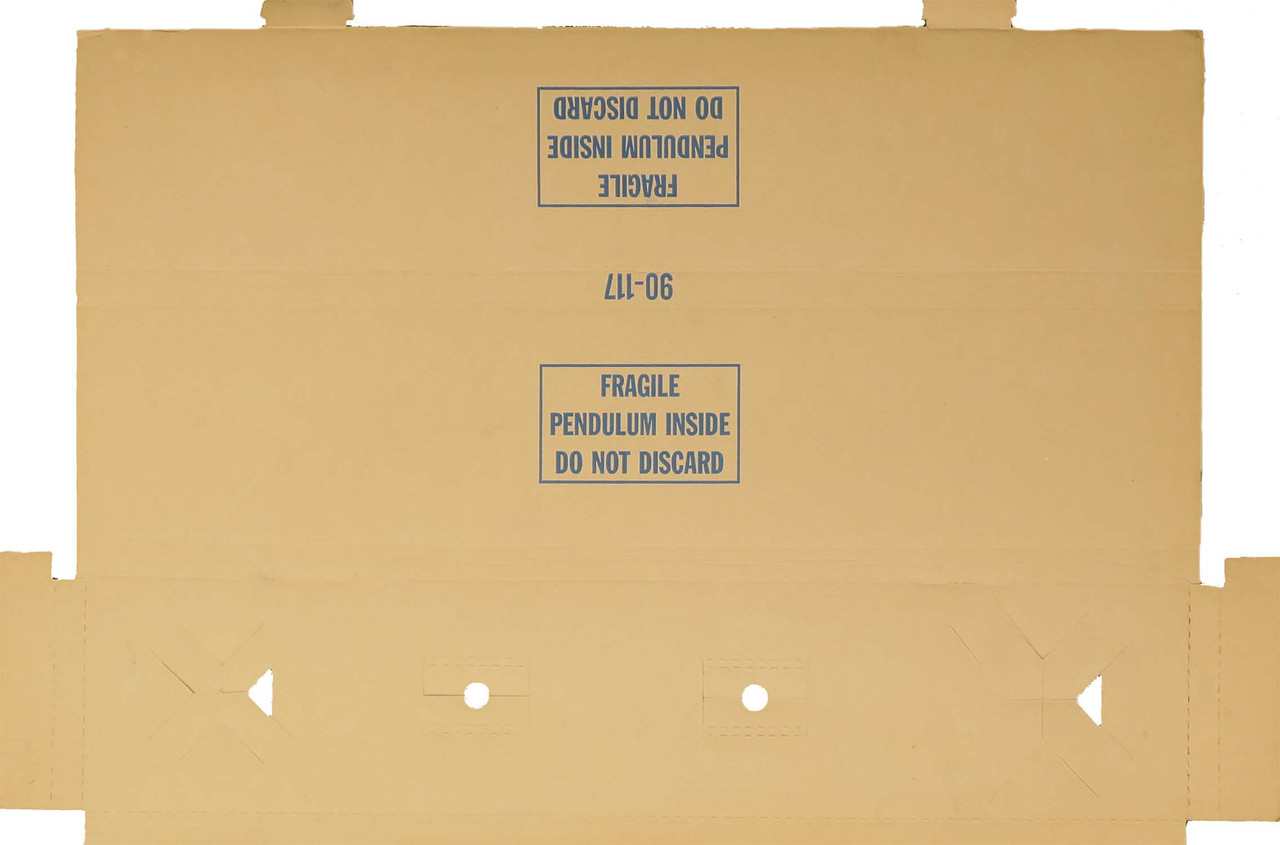 DO NOT DISCARD
PENDULUM INSIDE
FRAGILE
90-117
FRAGILE
PENDULUM INSIDE
DO NOT DISCARD